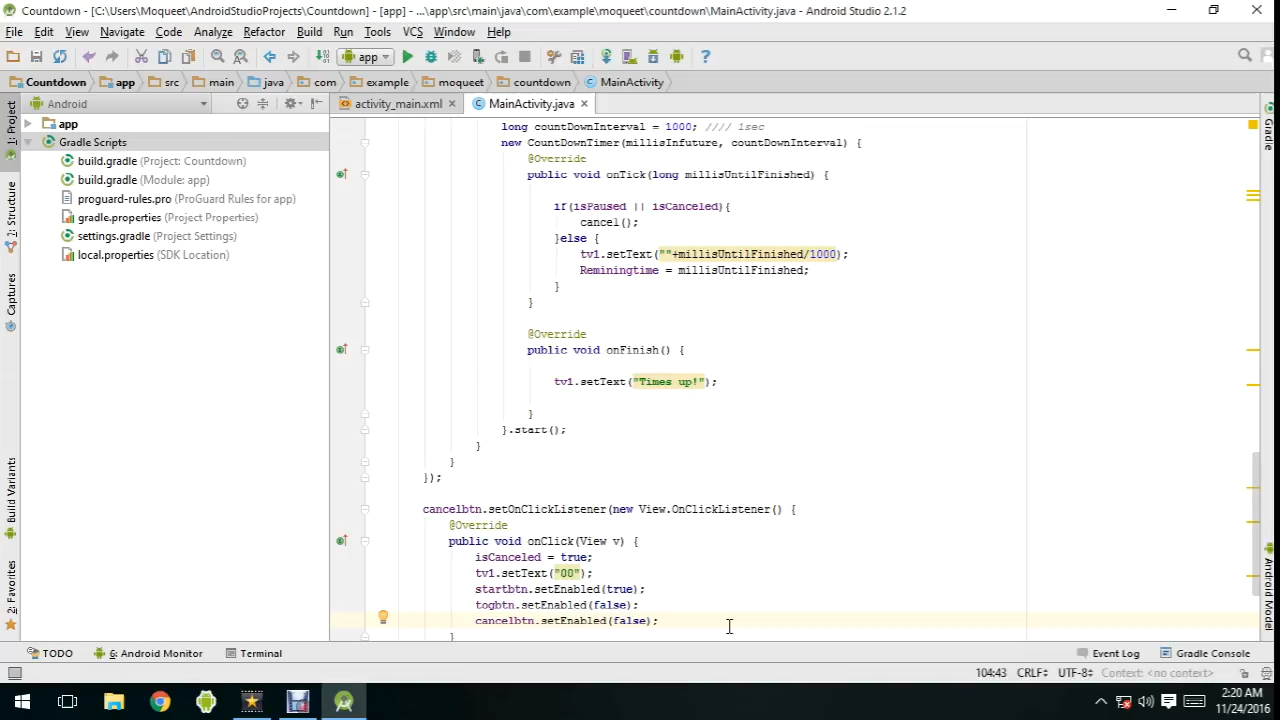 Countdown - [C:\Users\Moqueet\AndroidStudioProjects\Countdown] - [app] - ...\app\src\main\java\com\example\moqueet\countdown\MainActivity.java - Android Studio 2.1.2
File Edit View Navigate Code Analyze Refactor Build Run Tools VCS Window Help
app
Countdown app src main java com example moqueet countdown MainActivity
1: Project
2: Structure
Captures
Build Variants
2: Favorites
Android
app
Gradle Scripts
build.gradle (Project: Countdown)
build.gradle (Module: app)
proguard-rules.pro (ProGuard Rules for app)
gradle.properties (Project Properties)
settings.gradle (Project Settings)
local.properties (SDK Location)
activity_main.xml MainActivity.java
long countDownInterval = 1000; //// 1sec
new CountDownTimer(millisInfuture, countDownInterval) {
@Override
public void onTick(long millisUntilFinished) {
if(isPaused || isCanceled){
cancel();
}else {
tv1.setText(""+millisUntilFinished/1000);
Reminingtime = millisUntilFinished;
}
}
@Override
public void onFinish() {
tv1.setText("Times up!");
}
}.start();
}
}
});
cancelbtn.setOnClickListener(new View.OnClickListener() {
@Override
public void onClick(View v) {
isCanceled = true;
tv1.setText("00");
startbtn.setEnabled(true);
togbtn.setEnabled(false);
cancelbtn.setEnabled(false);
}
Gradle
Android Model
TODO 6: Android Monitor Terminal Event Log Gradle Console
104:43 CRLF UTF-8 Context: <no context>
2:20 AM
11/24/2016